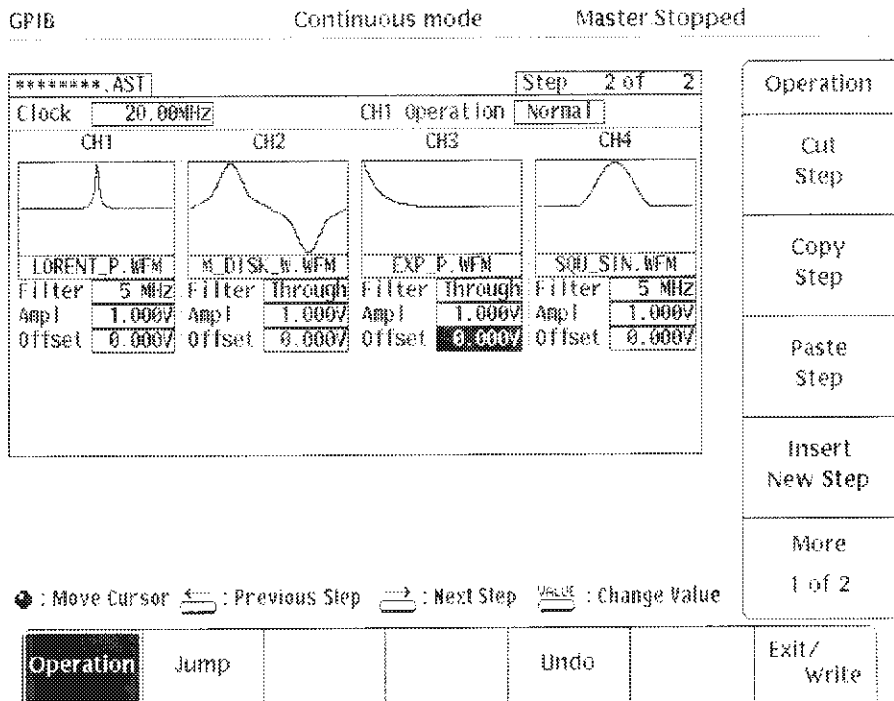 GPIB Continuous mode Master Stopped
********.AST Step 2 of 2
Clock 20.00MHz CH1 Operation Normal
CH1 CH2 CH3 CH4
LORENT_P.WFM M_DISK_W.WFM EXP_P.WFM SQU_SIN.WFM
Filter 5 MHz Filter Through Filter Through Filter 5 MHz
Ampl 1.000V Ampl 1.000V Ampl 1.000V Ampl 1.000V
Offset 0.000V Offset 0.000V Offset 0.000V Offset 0.000V
Operation
Cut
Step
Copy
Step
Paste
Step
Insert
New Step
More
1 of 2
: Move Cursor : Previous Step : Next Step VALUE : Change Value
Operation Jump Undo Exit/
Write